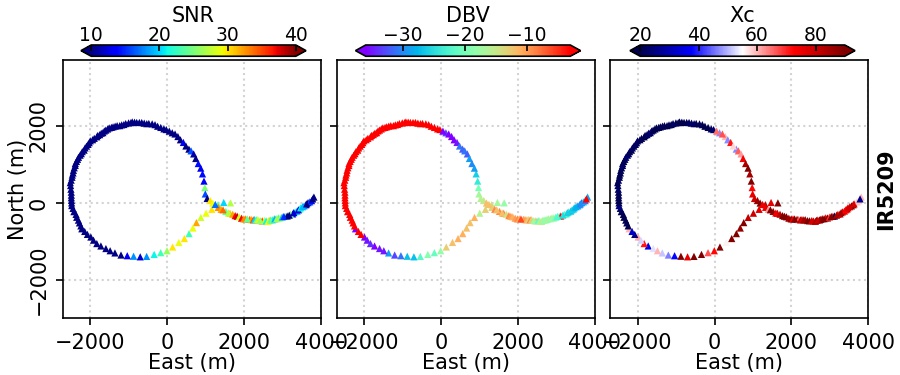 SNR DBV Xc
10 20 30 40 −30 −20 −10 20 40 60 80
2000
0
−2000
North (m)
IR5209
−2000 0 2000 4000 −2000 0 2000 −2000 0 2000 4000
East (m) East (m) East (m)